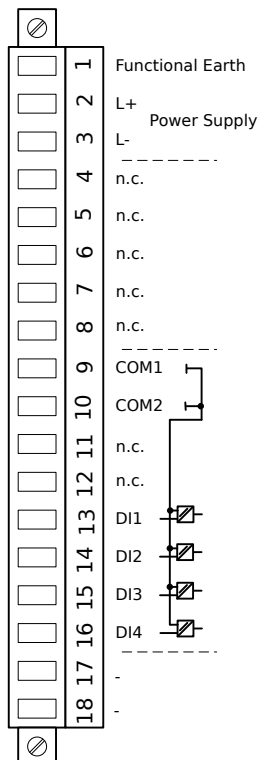 1 Functional Earth
2 L+
Power Supply
3 L-
4 n.c.
5 n.c.
6 n.c.
7 n.c.
8 n.c.
9 COM1
10 COM2
11 n.c.
12 n.c.
13 DI1
14 DI2
15 DI3
16 DI4
17 -
18 -